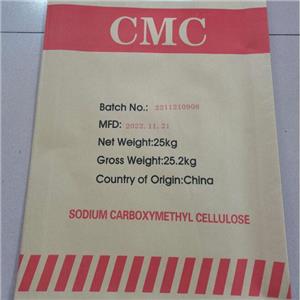 CMC
Batch No.: 2211210908
MFD: 2022.11.21
Net Weight:25kg
Gross Weight:25.2kg
Country of Origin:China
SODIUM CARBOXYMETHYL CELLULOSE